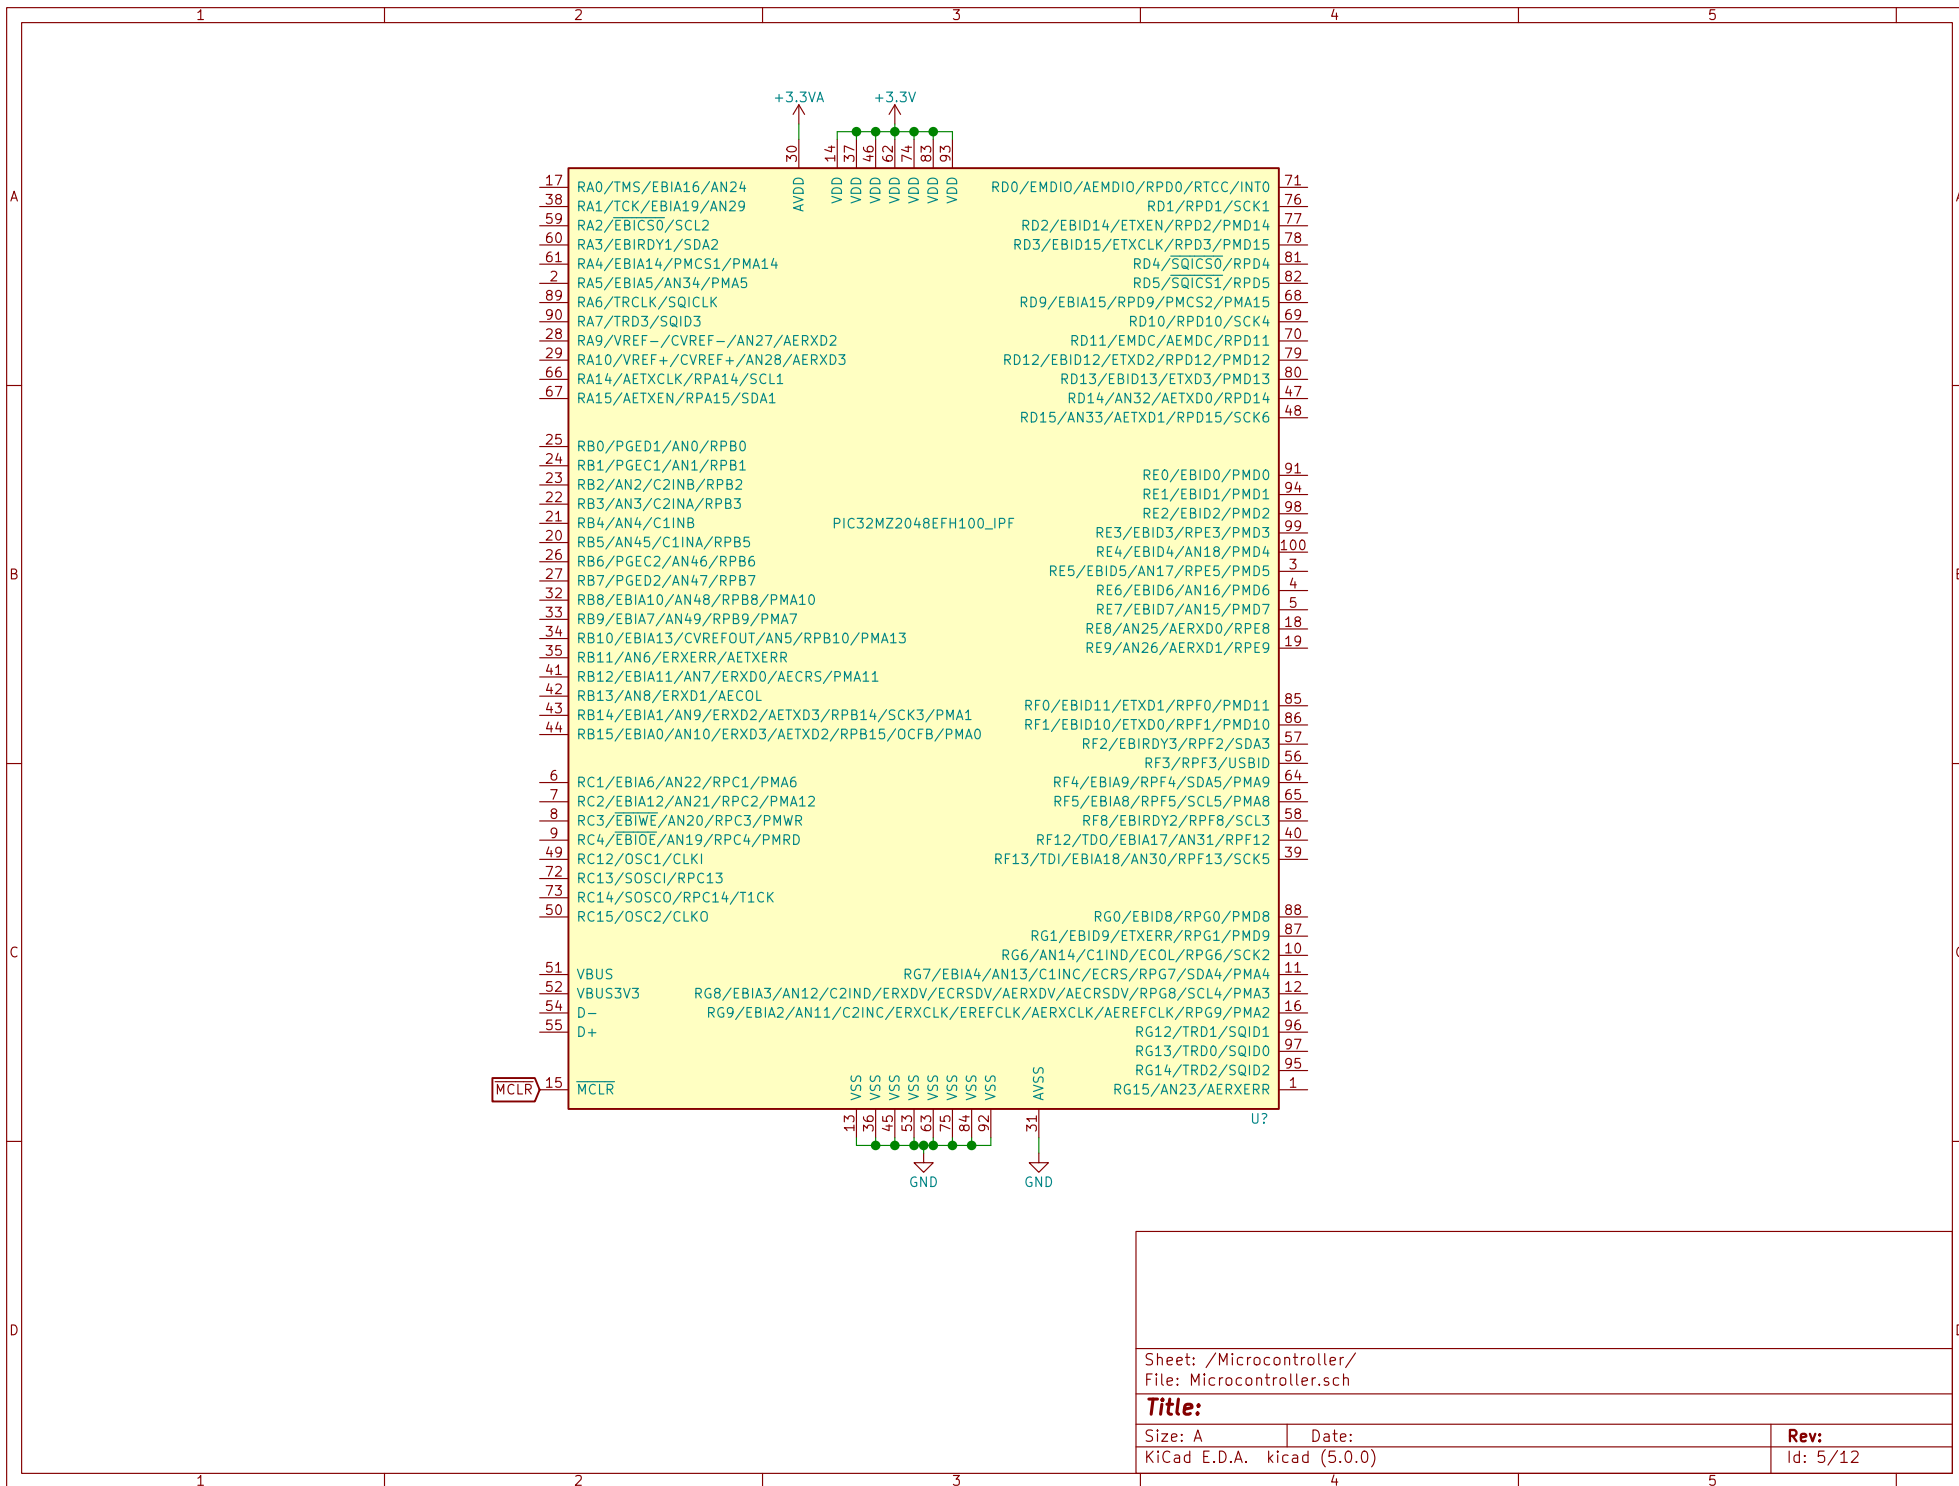 1 2 3 4 5
+3.3VA +3.3V
30 14 37 46 62 74 83 93
AVDD VDD VDD VDD VDD VDD VDD VDD
A A
B
C
D
17 RA0/TMS/EBIA16/AN24
38 RA1/TCK/EBIA19/AN29
59 RA2/EBICS0/SCL2
60 RA3/EBIRDY1/SDA2
61 RA4/EBIA14/PMCS1/PMA14
2 RA5/EBIA5/AN34/PMA5
89 RA6/TRCLK/SQICLK
90 RA7/TRD3/SQID3
28 RA9/VREF-/CVREF-/AN27/AERXD2
29 RA10/VREF+/CVREF+/AN28/AERXD3
66 RA14/AETXCLK/RPA14/SCL1
67 RA15/AETXEN/RPA15/SDA1
25 RB0/PGED1/AN0/RPB0
24 RB1/PGEC1/AN1/RPB1
23 RB2/AN2/C2INB/RPB2
22 RB3/AN3/C2INA/RPB3
21 RB4/AN4/C1INB
20 RB5/AN45/C1INA/RPB5
26 RB6/PGEC2/AN46/RPB6
27 RB7/PGED2/AN47/RPB7
32 RB8/EBIA10/AN48/RPB8/PMA10
33 RB9/EBIA7/AN49/RPB9/PMA7
34 RB10/EBIA13/CVREFOUT/AN5/RPB10/PMA13
35 RB11/AN6/ERXERR/AETXERR
41 RB12/EBIA11/AN7/ERXD0/AECRS/PMA11
42 RB13/AN8/ERXD1/AECOL
43 RB14/EBIA1/AN9/ERXD2/AETXD3/RPB14/SCK3/PMA1
44 RB15/EBIA0/AN10/ERXD3/AETXD2/RPB15/OCFB/PMA0
6 RC1/EBIA6/AN22/RPC1/PMA6
7 RC2/EBIA12/AN21/RPC2/PMA12
8 RC3/EBIWE/AN20/RPC3/PMWR
9 RC4/EBIOE/AN19/RPC4/PMRD
49 RC12/OSC1/CLKI
72 RC13/SOSCI/RPC13
73 RC14/SOSCO/RPC14/T1CK
50 RC15/OSC2/CLKO
51 VBUS
52 VBUS3V3
54 D-
55 D+
MCLR 15 MCLR
PIC32MZ2048EFH100_IPF
RD0/EMDIO/AEMDIO/RPD0/RTCC/INT0 71
RD1/RPD1/SCK1 76
RD2/EBID14/ETXEN/RPD2/PMD14 77
RD3/EBID15/ETXCLK/RPD3/PMD15 78
RD4/SQICS0/RPD4 81
RD5/SQICS1/RPD5 82
RD9/EBIA15/RPD9/PMCS2/PMA15 68
RD10/RPD10/SCK4 69
RD11/EMDC/AEMDC/RPD11 70
RD12/EBID12/ETXD2/RPD12/PMD12 79
RD13/EBID13/ETXD3/PMD13 80
RD14/AN32/AETXD0/RPD14 47
RD15/AN33/AETXD1/RPD15/SCK6 48
RE0/EBID0/PMD0 91
RE1/EBID1/PMD1 94
RE2/EBID2/PMD2 98
RE3/EBID3/RPE3/PMD3 99
RE4/EBID4/AN18/PMD4 100
RE5/EBID5/AN17/RPE5/PMD5 3
RE6/EBID6/AN16/PMD6 4
RE7/EBID7/AN15/PMD7 5
RE8/AN25/AERXD0/RPE8 18
RE9/AN26/AERXD1/RPE9 19
RF0/EBID11/ETXD1/RPF0/PMD11 85
RF1/EBID10/ETXD0/RPF1/PMD10 86
RF2/EBIRDY3/RPF2/SDA3 57
RF3/RPF3/USBID 56
RF4/EBIA9/RPF4/SDA5/PMA9 64
RF5/EBIA8/RPF5/SCL5/PMA8 65
RF8/EBIRDY2/RPF8/SCL3 58
RF12/TDO/EBIA17/AN31/RPF12 40
RF13/TDI/EBIA18/AN30/RPF13/SCK5 39
RG0/EBID8/RPG0/PMD8 88
RG1/EBID9/ETXERR/RPG1/PMD9 87
RG6/AN14/C1IND/ECOL/RPG6/SCK2 10
RG7/EBIA4/AN13/C1INC/ECRS/RPG7/SDA4/PMA4 11
RG8/EBIA3/AN12/C2IND/ERXDV/ECRSDV/AERXDV/AECRSDV/RPG8/SCL4/PMA3 12
RG9/EBIA2/AN11/C2INC/ERXCLK/EREFCLK/AERXCLK/AEREFCLK/RPG9/PMA2 16
RG12/TRD1/SQID1 96
RG13/TRD0/SQID0 97
RG14/TRD2/SQID2 95
RG15/AN23/AERXERR 1
VSS VSS VSS VSS VSS VSS VSS VSS AVSS
13 36 45 53 63 75 84 92 31
U?
GND GND
Sheet: /Microcontroller/
File: Microcontroller.sch
Title:
Size: A Date: Rev:
KiCad E.D.A. kicad (5.0.0) Id: 5/12
1 2 3 4 5